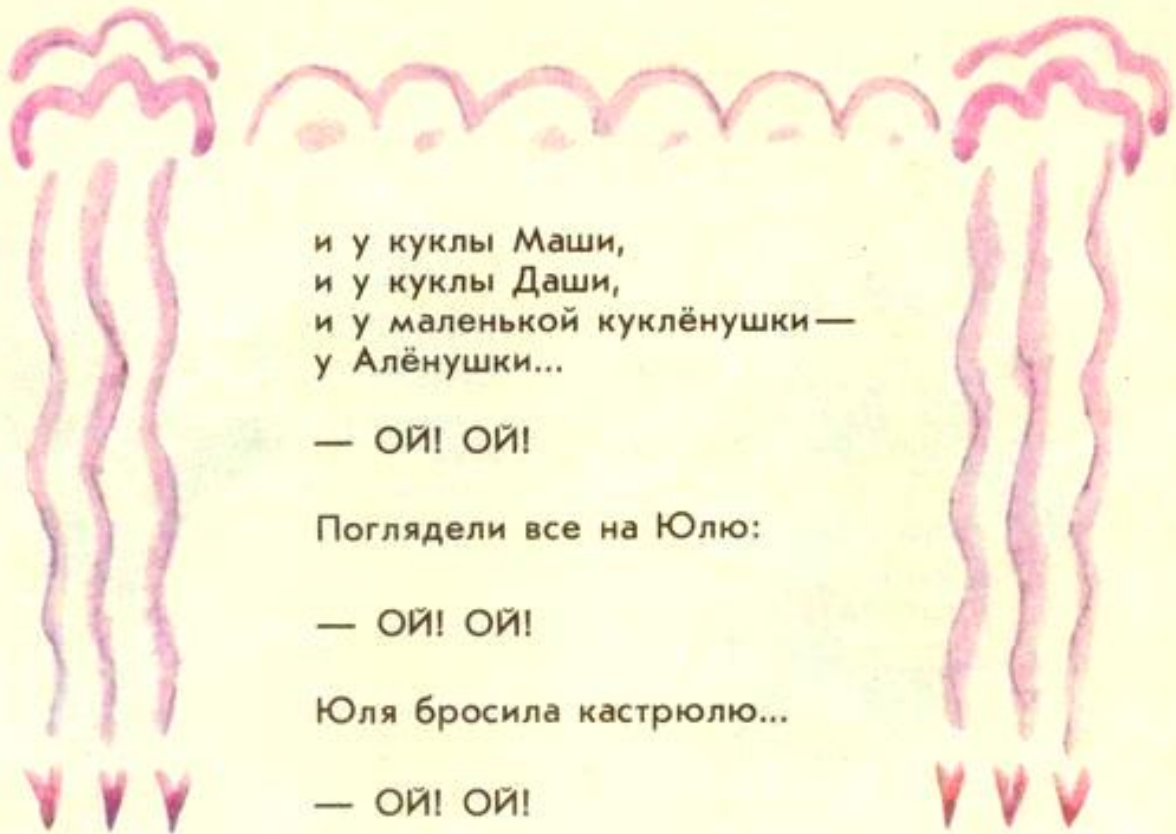 и у куклы Маши,
и у куклы Даши,
и у маленькой куклёнушки —
у Алёнушки...
— ОЙ! ОЙ!
Поглядели все на Юлю:
— ОЙ! ОЙ!
Юля бросила кастрюлю...
— ОЙ! ОЙ!